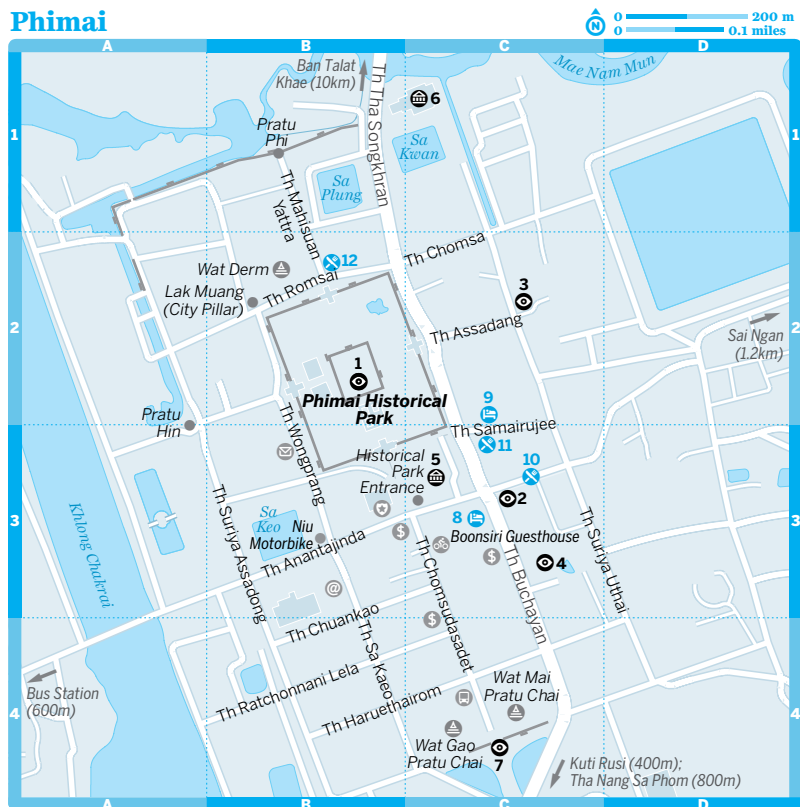 Phimai
N
0 200 m
0 0.1 miles
A B C D
Ban Talat
Khae (10km)
Th Tha Songkhran
Mae Nam Mun
6
1 1
Pratu
Phi
Sa
Kwan
Sa
Plung
Th Mahisuan
Yattra
Th Chomsa
Wat Derm
12
Lak Muang
(City Pillar)
Th Romsai
3
2 2
Th Assadang
Sai Ngan
(1.2km)
1
Phimai Historical
Park
9
Pratu
Hin
Th Samairujee
11
Th Wongprang
Historical
Park
Entrance
5
10
2
Sa
Keo
Niu
Motorbike
8
Boonsiri Guesthouse
3 3
$
$
@
$
4
Khlong Chakrai
Th Suriya Assadong
Th Anantajinda
Th Chomsudasadet
Th Buchayan
Th Suriya Uthai
Th Chuankao
Th Sa Kaeo
Th Ratchonnani Lela
Th Haruethairom
Bus Station
(600m)
Wat Mai
Pratu Chai
4 4
Wat Gao
Pratu Chai
7
Kuti Rusi (400m);
Tha Nang Sa Phom (800m)
A B C D